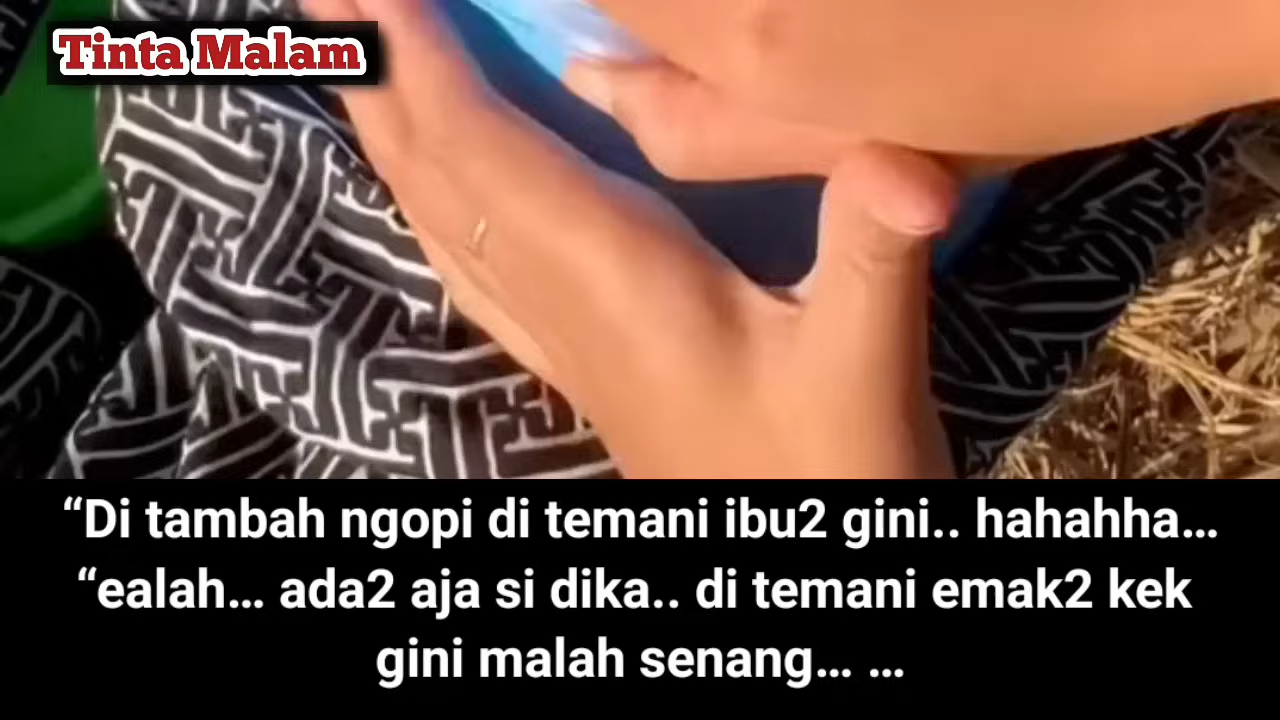 Tinta Malam
“Di tambah ngopi di temani ibu2 gini.. hahahha…
“ealah… ada2 aja si dika.. di temani emak2 kek
gini malah senang… …